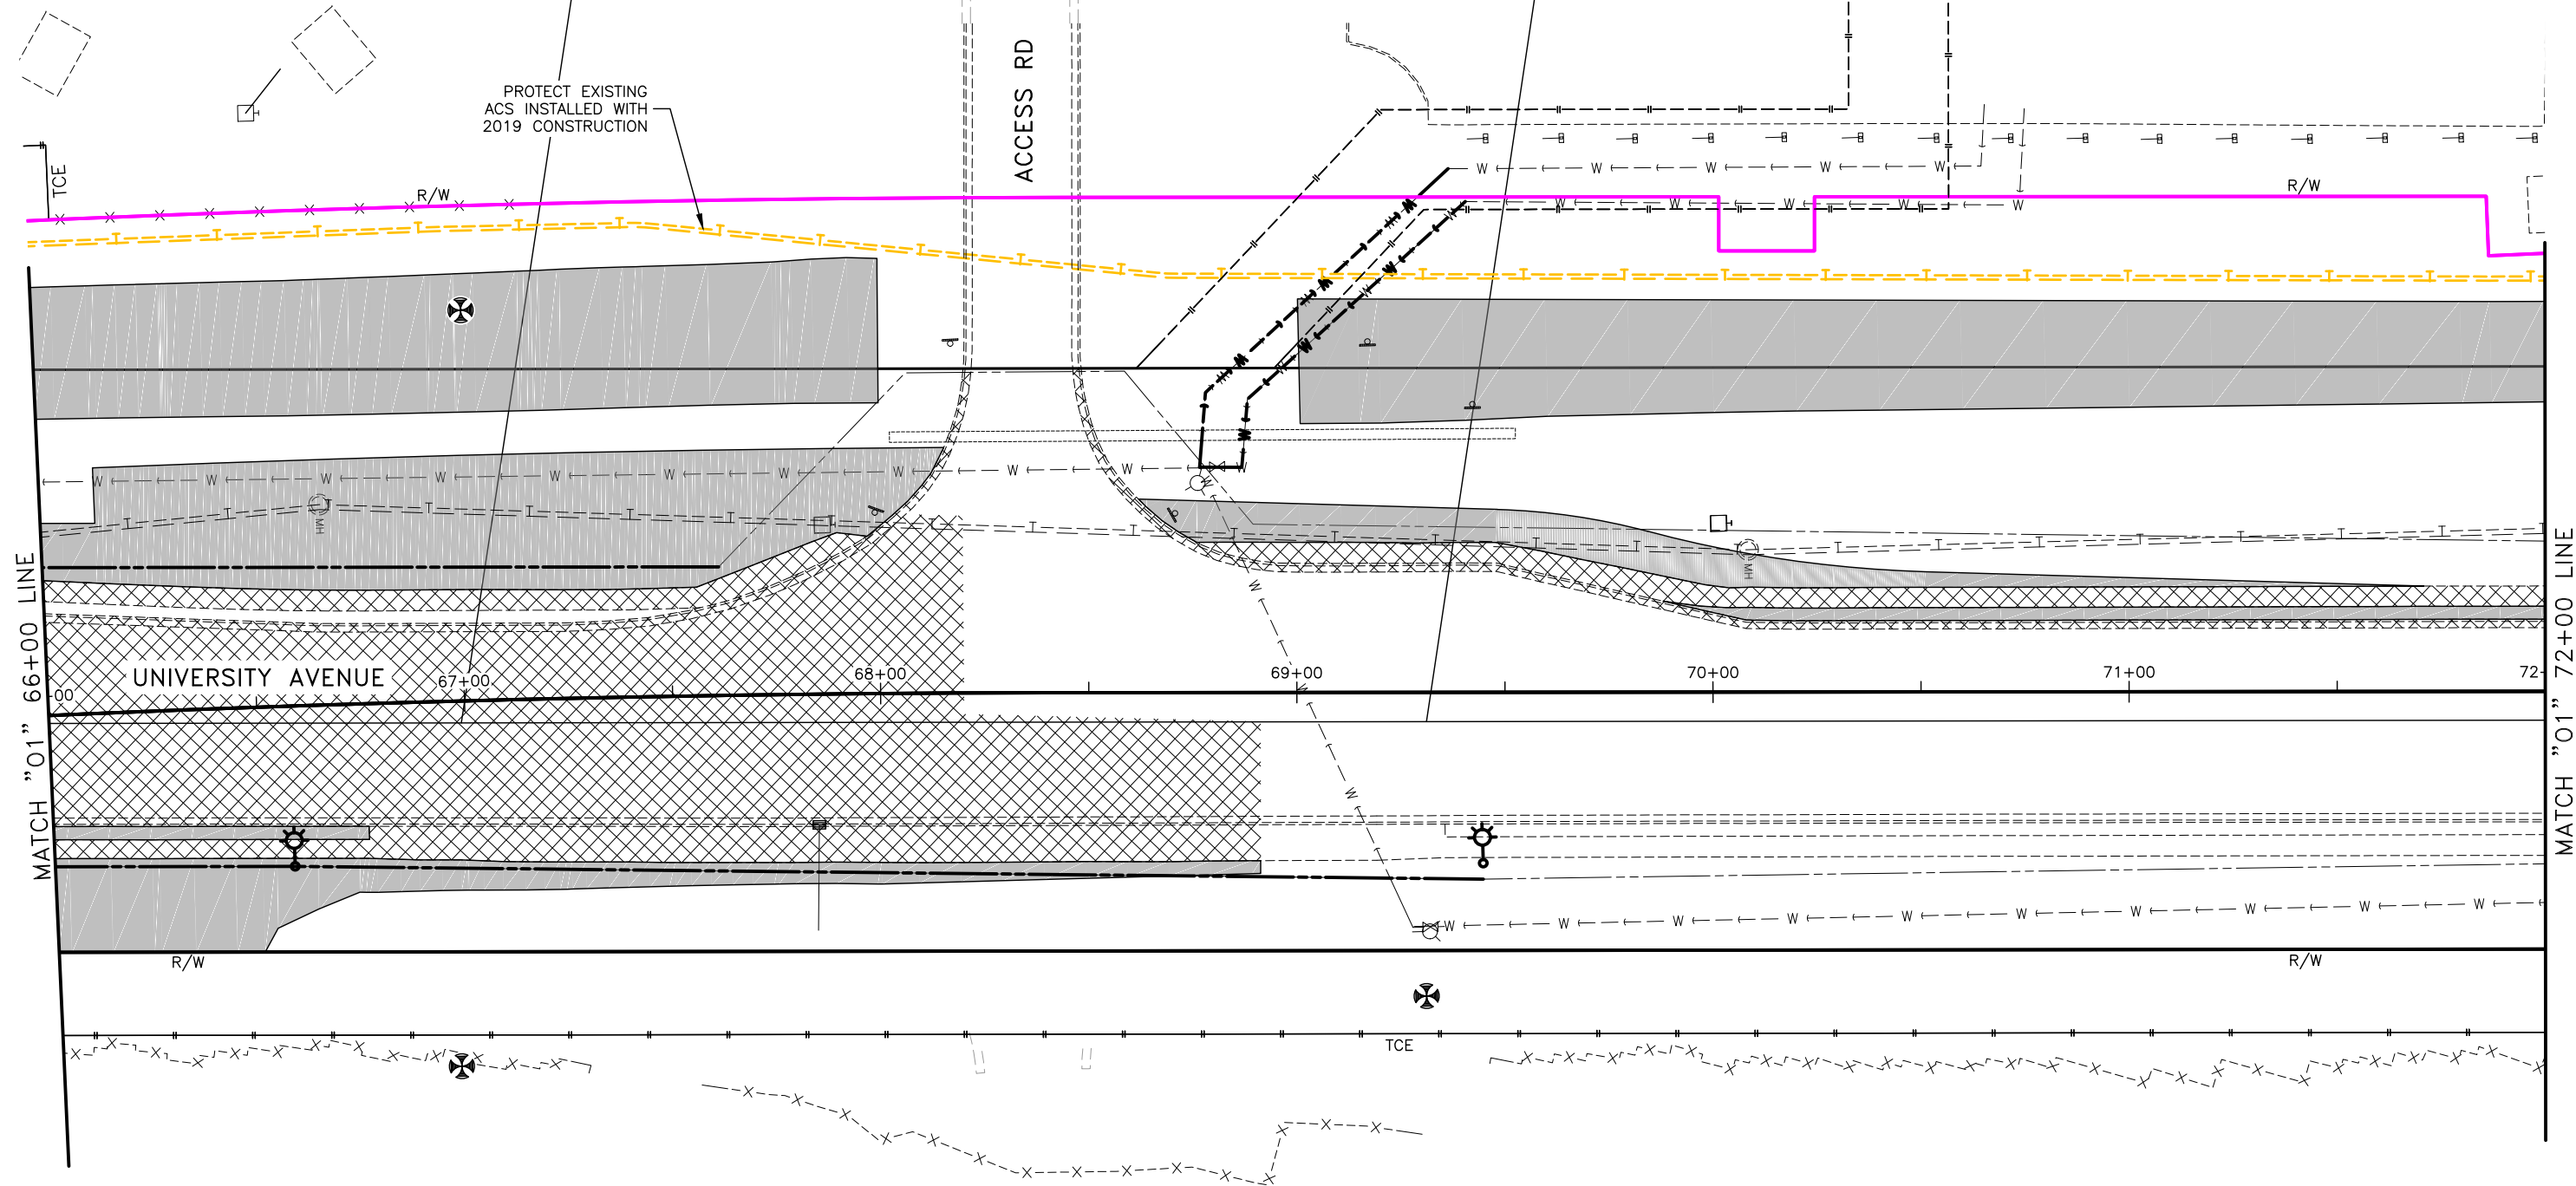 ACCESS RD
PROTECT EXISTING
ACS INSTALLED WITH
2019 CONSTRUCTION
TCE
R/W
R/W
W W W W W
W W W W W
W W W W W W
W W W W W W W W W W W
MH
MH
MATCH "01" 66+00 LINE
UNIVERSITY AVENUE
00
67+00
68+00
69+00
70+00
71+00
72
MATCH "01" 72+00 LINE
W W W
W W W W W W W W W W
R/W
R/W
TCE